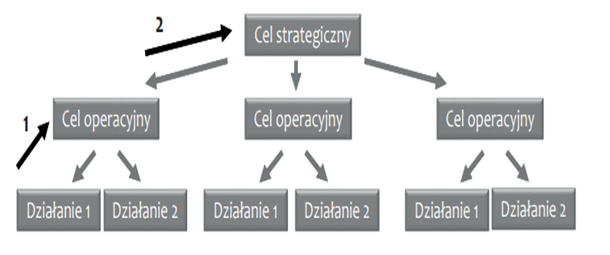 2
Cel strategiczny
1
Cel operacyjny Cel operacyjny Cel operacyjny
Działanie 1 Działanie 2 Działanie 1 Działanie 2 Działanie 1 Działanie 2